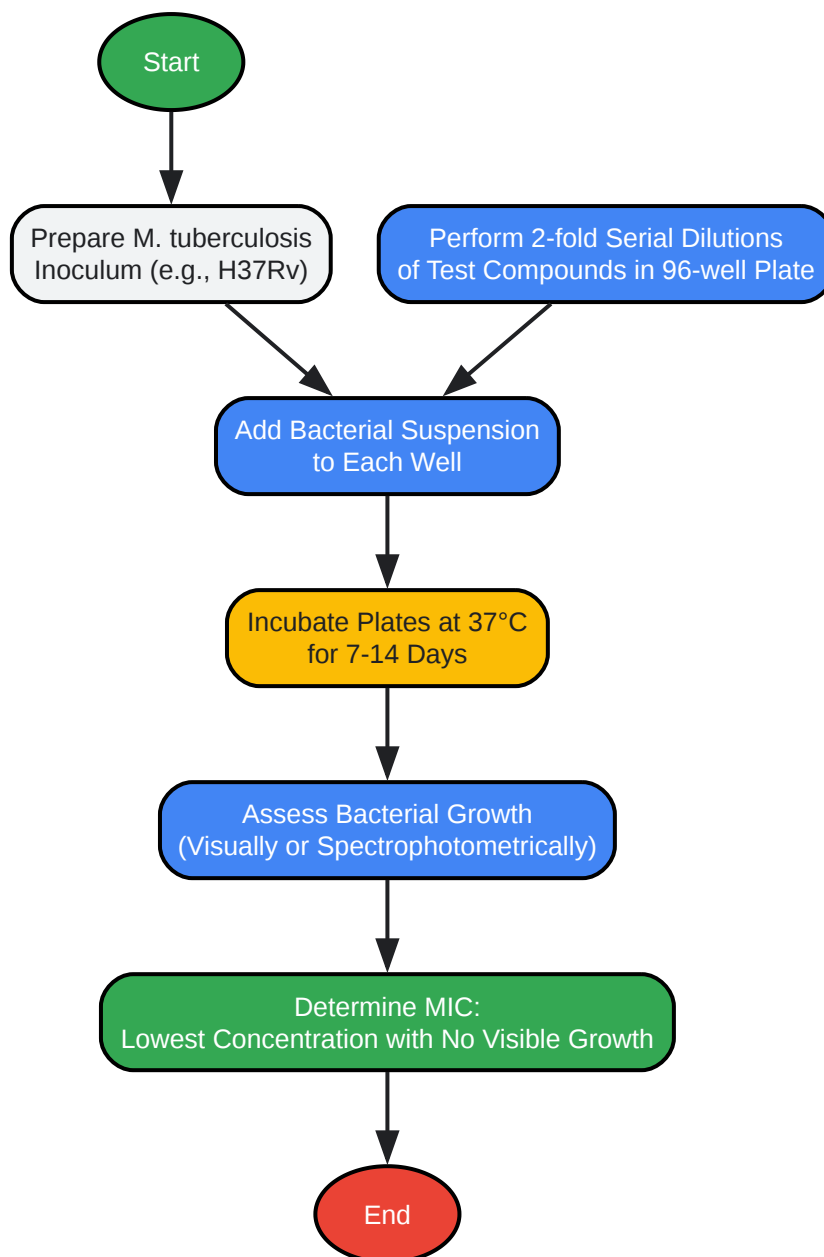 Start
Prepare M. tuberculosis
Inoculum (e.g., H37Rv)
Perform 2-fold Serial Dilutions
of Test Compounds in 96-well Plate
Add Bacterial Suspension
to Each Well
Incubate Plates at 37°C
for 7-14 Days
Assess Bacterial Growth
(Visually or Spectrophotometrically)
Determine MIC:
Lowest Concentration with No Visible Growth
End